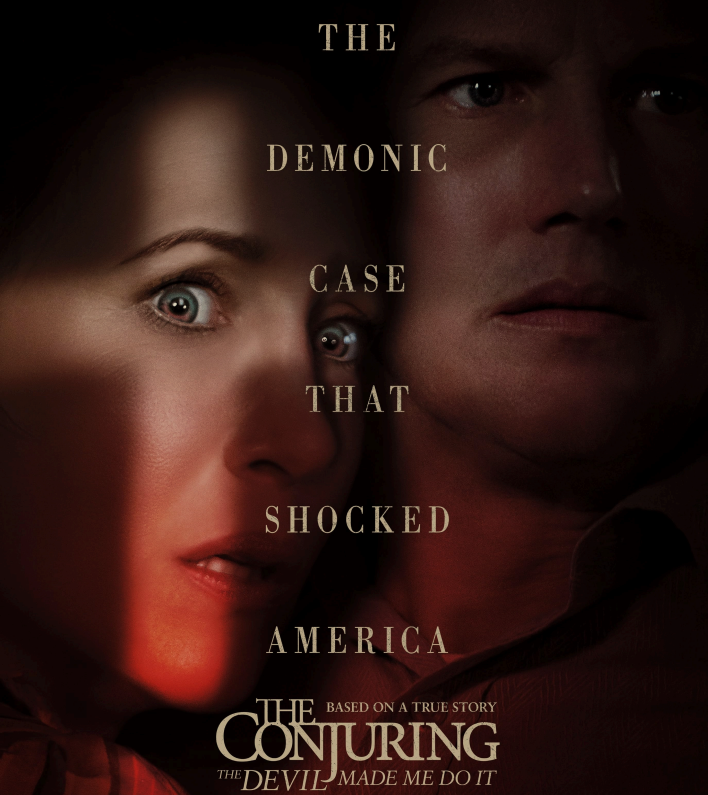 THE
DEMONIC
CASE
THAT
SHOCKED
AMERICA
BASED ON A TRUE STORY
THE
CONJURING
THE DEVIL MADE ME DO IT